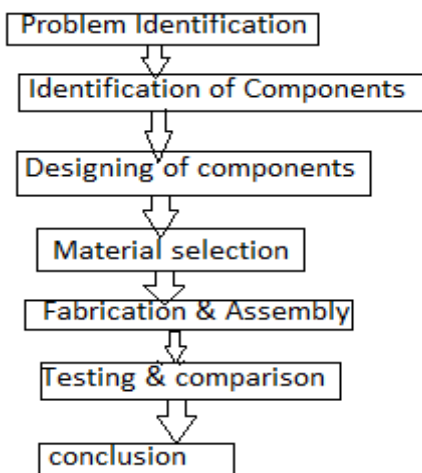 Problem Identification
Identification of Components
Designing of components
Material selection
Fabrication & Assembly
Testing & comparison
conclusion